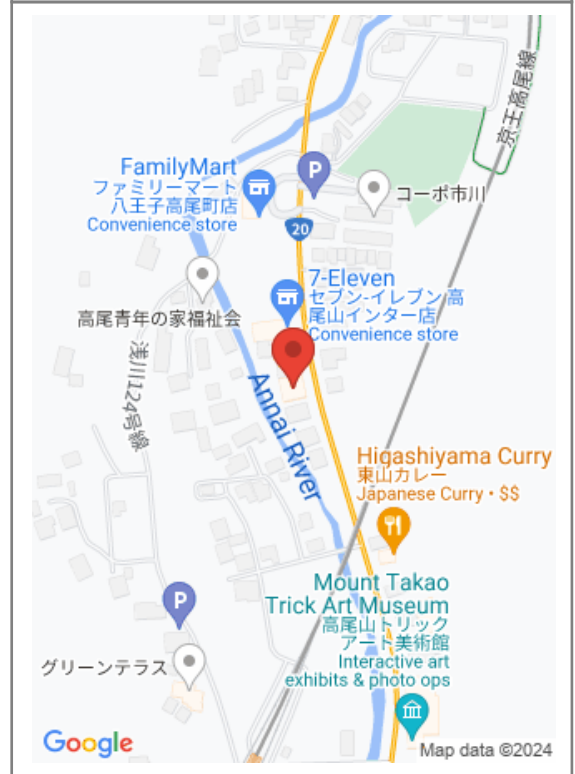 京王高尾線
FamilyMart
ファミリーマート
八王子高尾町店
Convenience store
P
コーポ市川
20
7-Eleven
セブン-イレブン 高
尾山インター店
Convenience store
高尾青年の家福祉会
浅川124号線
Annai River
Higashiyama Curry
東山カレー
Japanese Curry • $$
Mount Takao
Trick Art Museum
高尾山トリック
アート美術館
Interactive art
exhibits & photo ops
P
グリーンテラス
Google
Map data ©2024